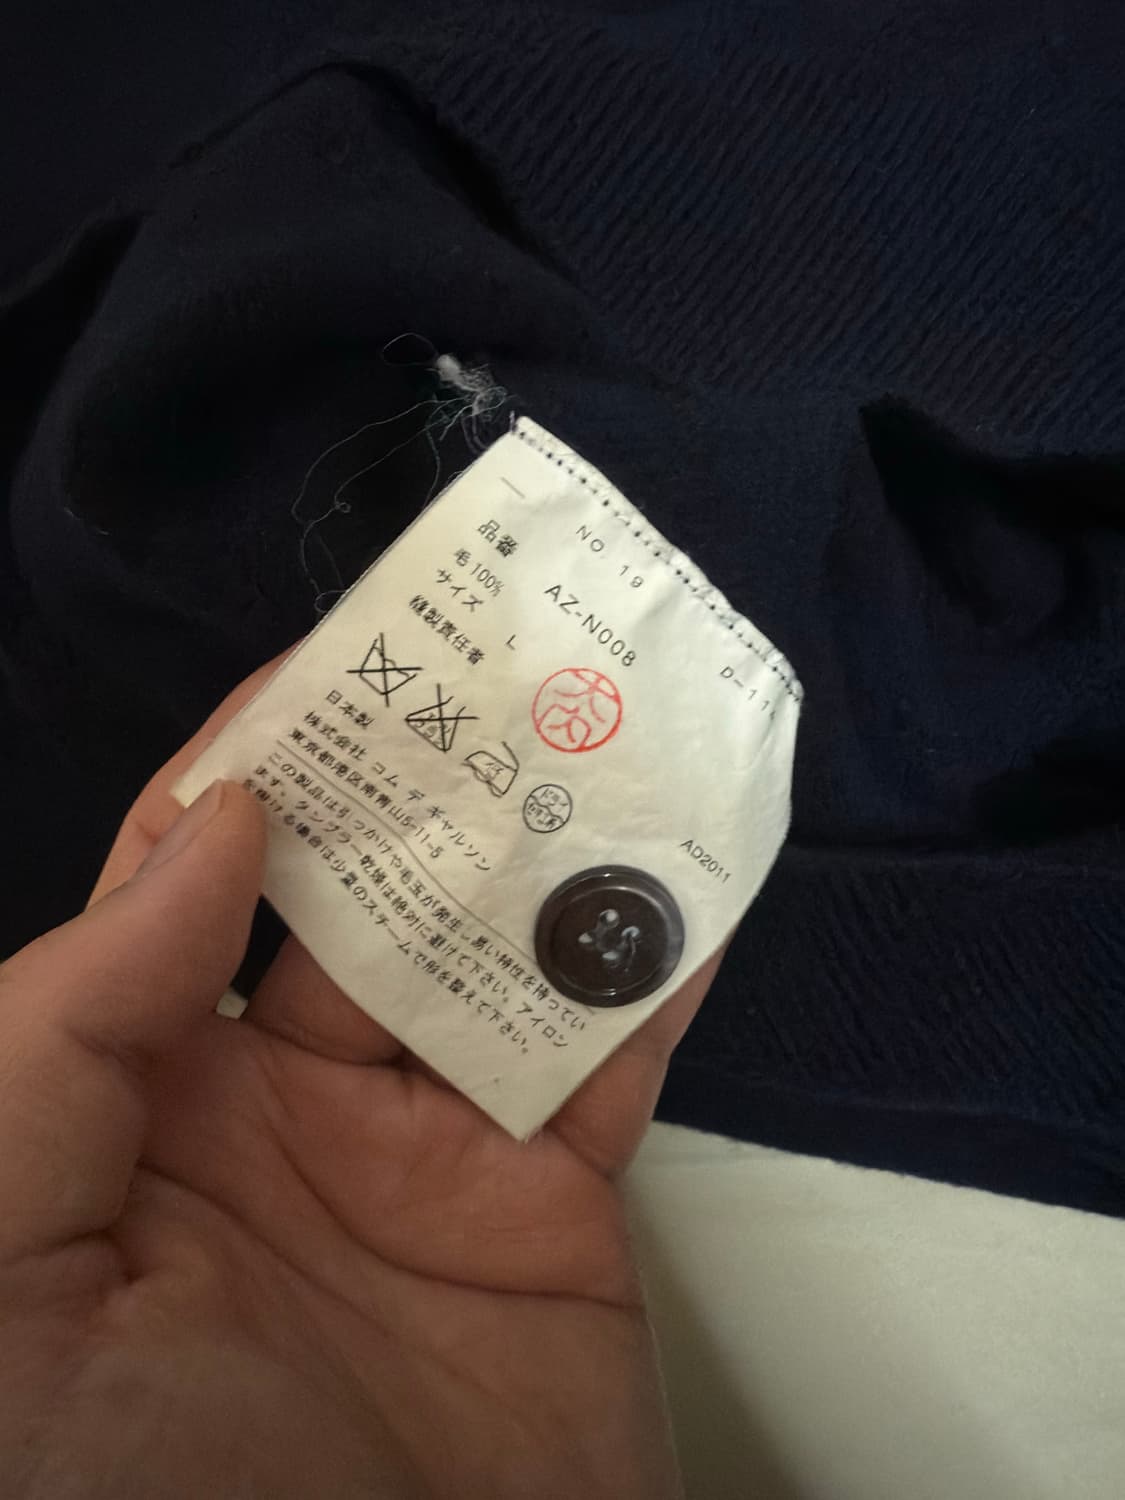 NO. 19
品番 AZ-N008 D-11
毛 100%
サイズ L
縫製責任者
ドライ
日本製
株式会社 コム デ ギャルソン
東京都港区南青山5-11-5
AD2011
この製品は引っかけや毛玉が発生し易い特性を持ってい
ます。タンブラー乾燥は絶対に避けて下さい。アイロン
を掛ける場合は少量のスチームで形を整えて下さい。